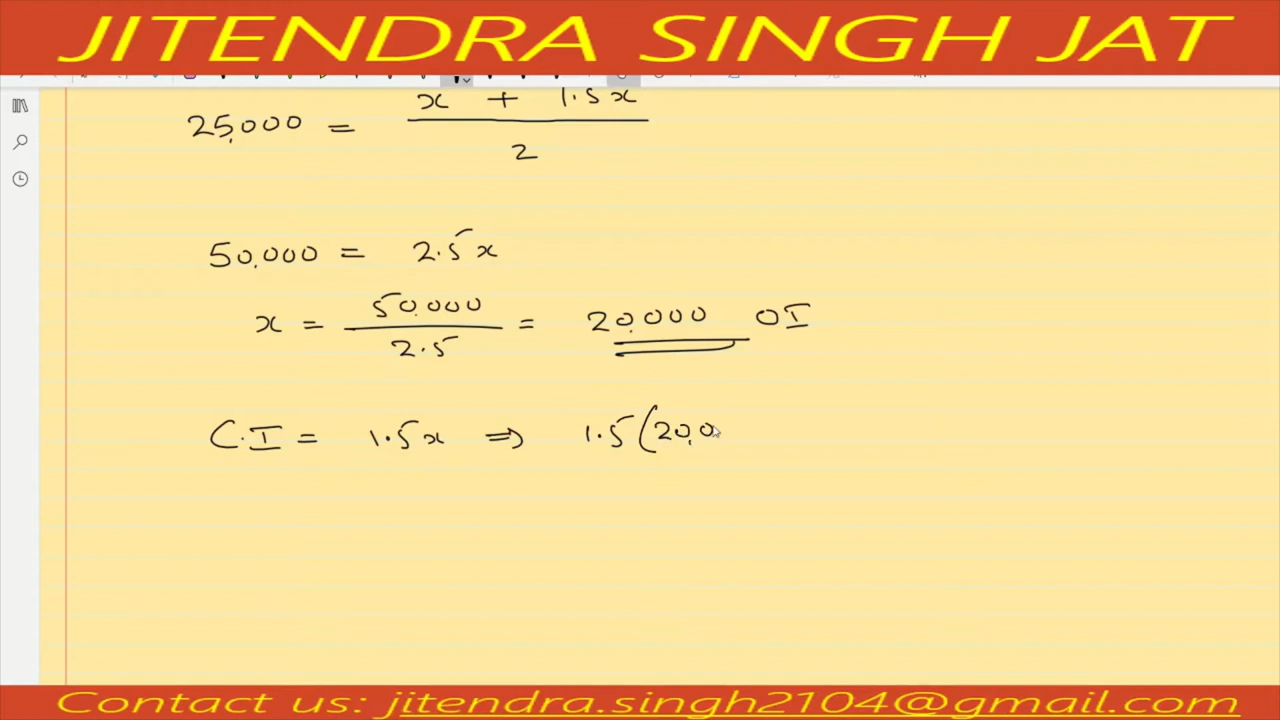 JITENDRA SINGH JAT
25,000 = x + 1.5x
2
50,000 = 2.5x
x = 50,000 = 20,000 OI
2.5
C.I = 1.5x ⇒ 1.5(20,0
Contact us: jitendra.singh2104@gmail.com